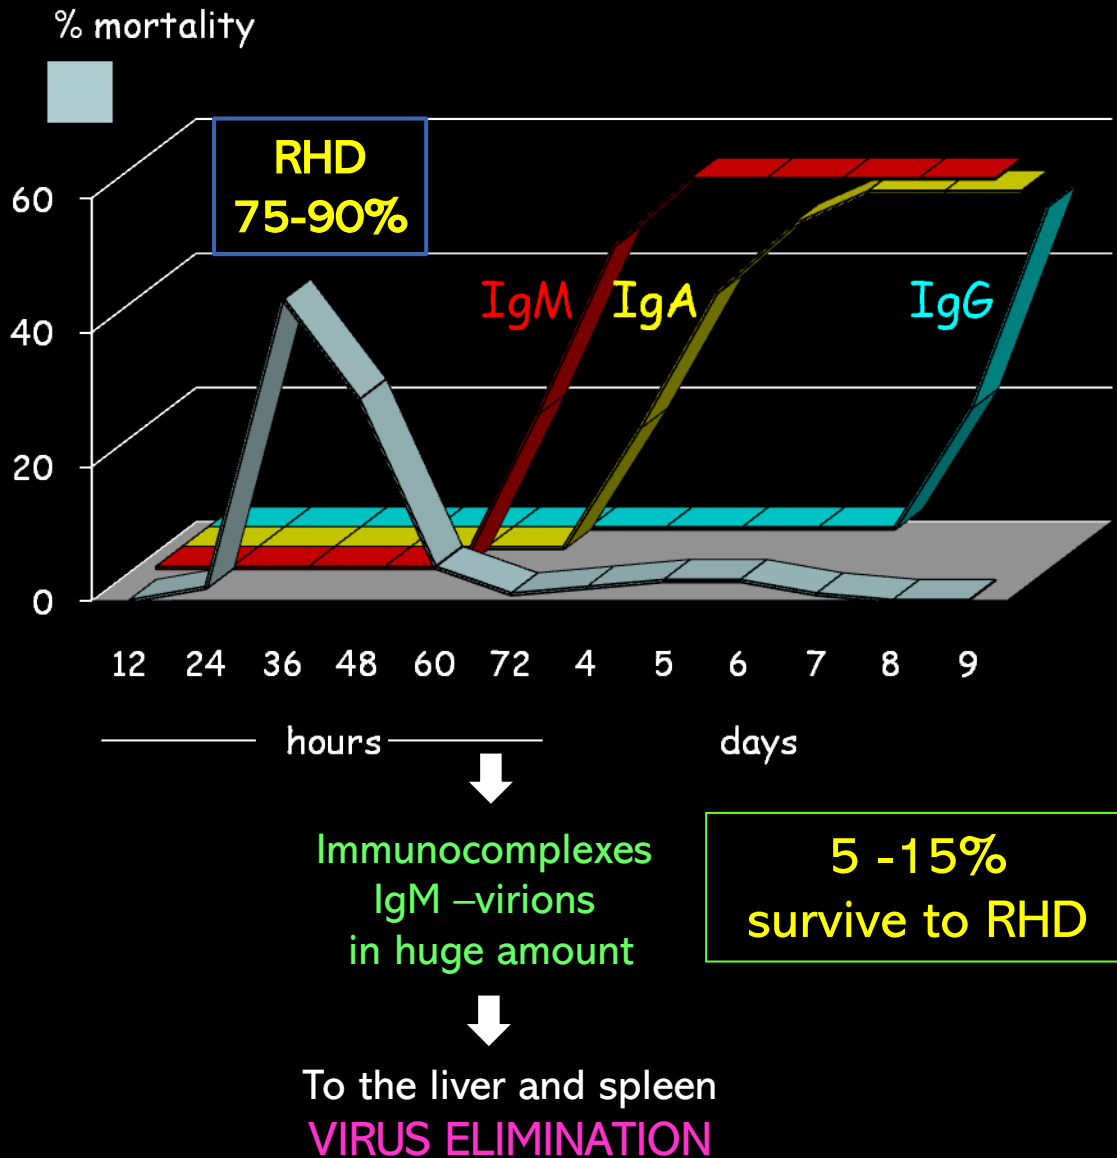 % mortality
RHD
75-90%
60
40
20
0
IgM IgA IgG
12 24 36 48 60 72 4 5 6 7 8 9
hours days
Immunocomplexes
IgM –virions
in huge amount
5 -15%
survive to RHD
To the liver and spleen
VIRUS ELIMINATION